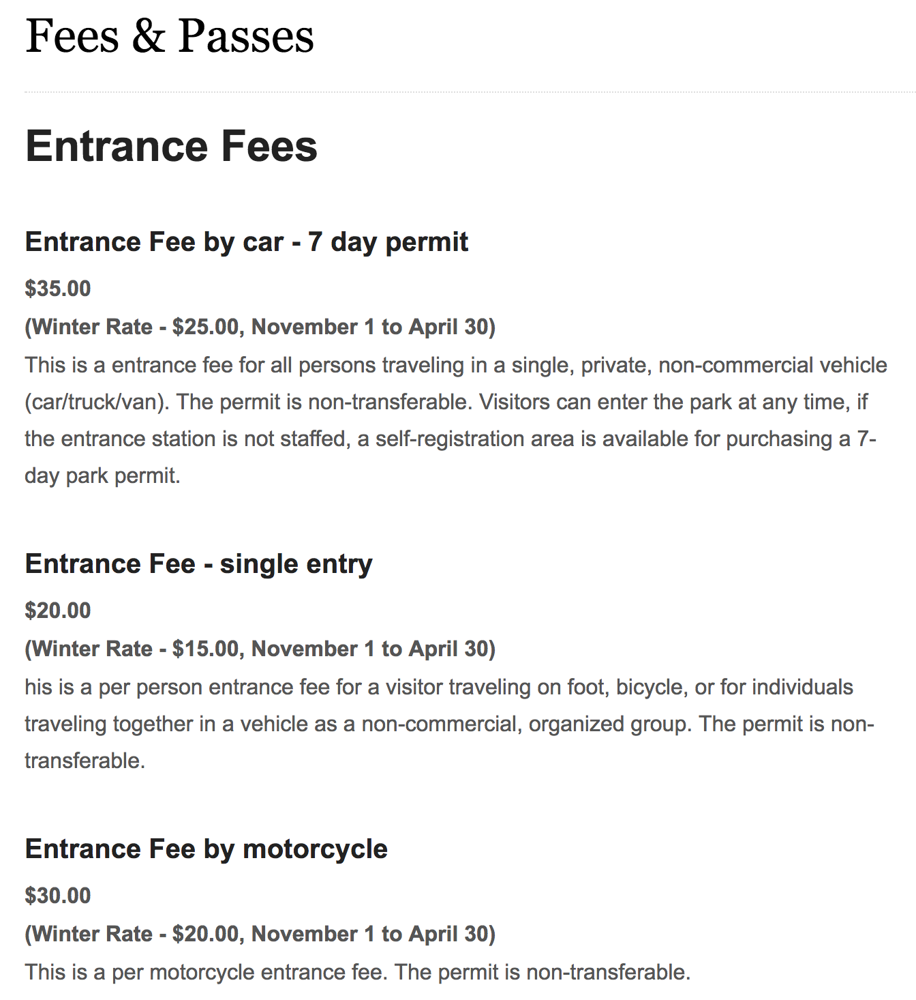 Fees & Passes
Entrance Fees
Entrance Fee by car - 7 day permit
$35.00
(Winter Rate - $25.00, November 1 to April 30)
This is a entrance fee for all persons traveling in a single, private, non-commercial vehicle
(car/truck/van). The permit is non-transferable. Visitors can enter the park at any time, if
the entrance station is not staffed, a self-registration area is available for purchasing a 7-
day park permit.
Entrance Fee - single entry
$20.00
(Winter Rate - $15.00, November 1 to April 30)
his is a per person entrance fee for a visitor traveling on foot, bicycle, or for individuals
traveling together in a vehicle as a non-commercial, organized group. The permit is non-
transferable.
Entrance Fee by motorcycle
$30.00
(Winter Rate - $20.00, November 1 to April 30)
This is a per motorcycle entrance fee. The permit is non-transferable.